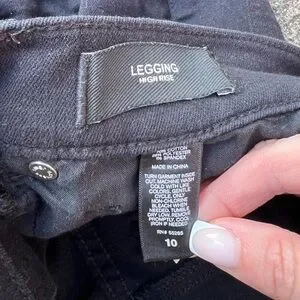 LEGGING
HIGH RISE
COTTON
POLYESTER
SPANDEX
MADE IN CHINA
TURN GARMENT INSIDE
OUT. MACHINE WASH
COLD WITH LIKE
COLORS, GENTLE
CYCLE. ONLY
NON-CHLORINE
BLEACH WHEN
NEEDED. TUMBLE
DRY LOW. REMOVE
PROMPTLY. COOL
IRON IF NEEDED
10